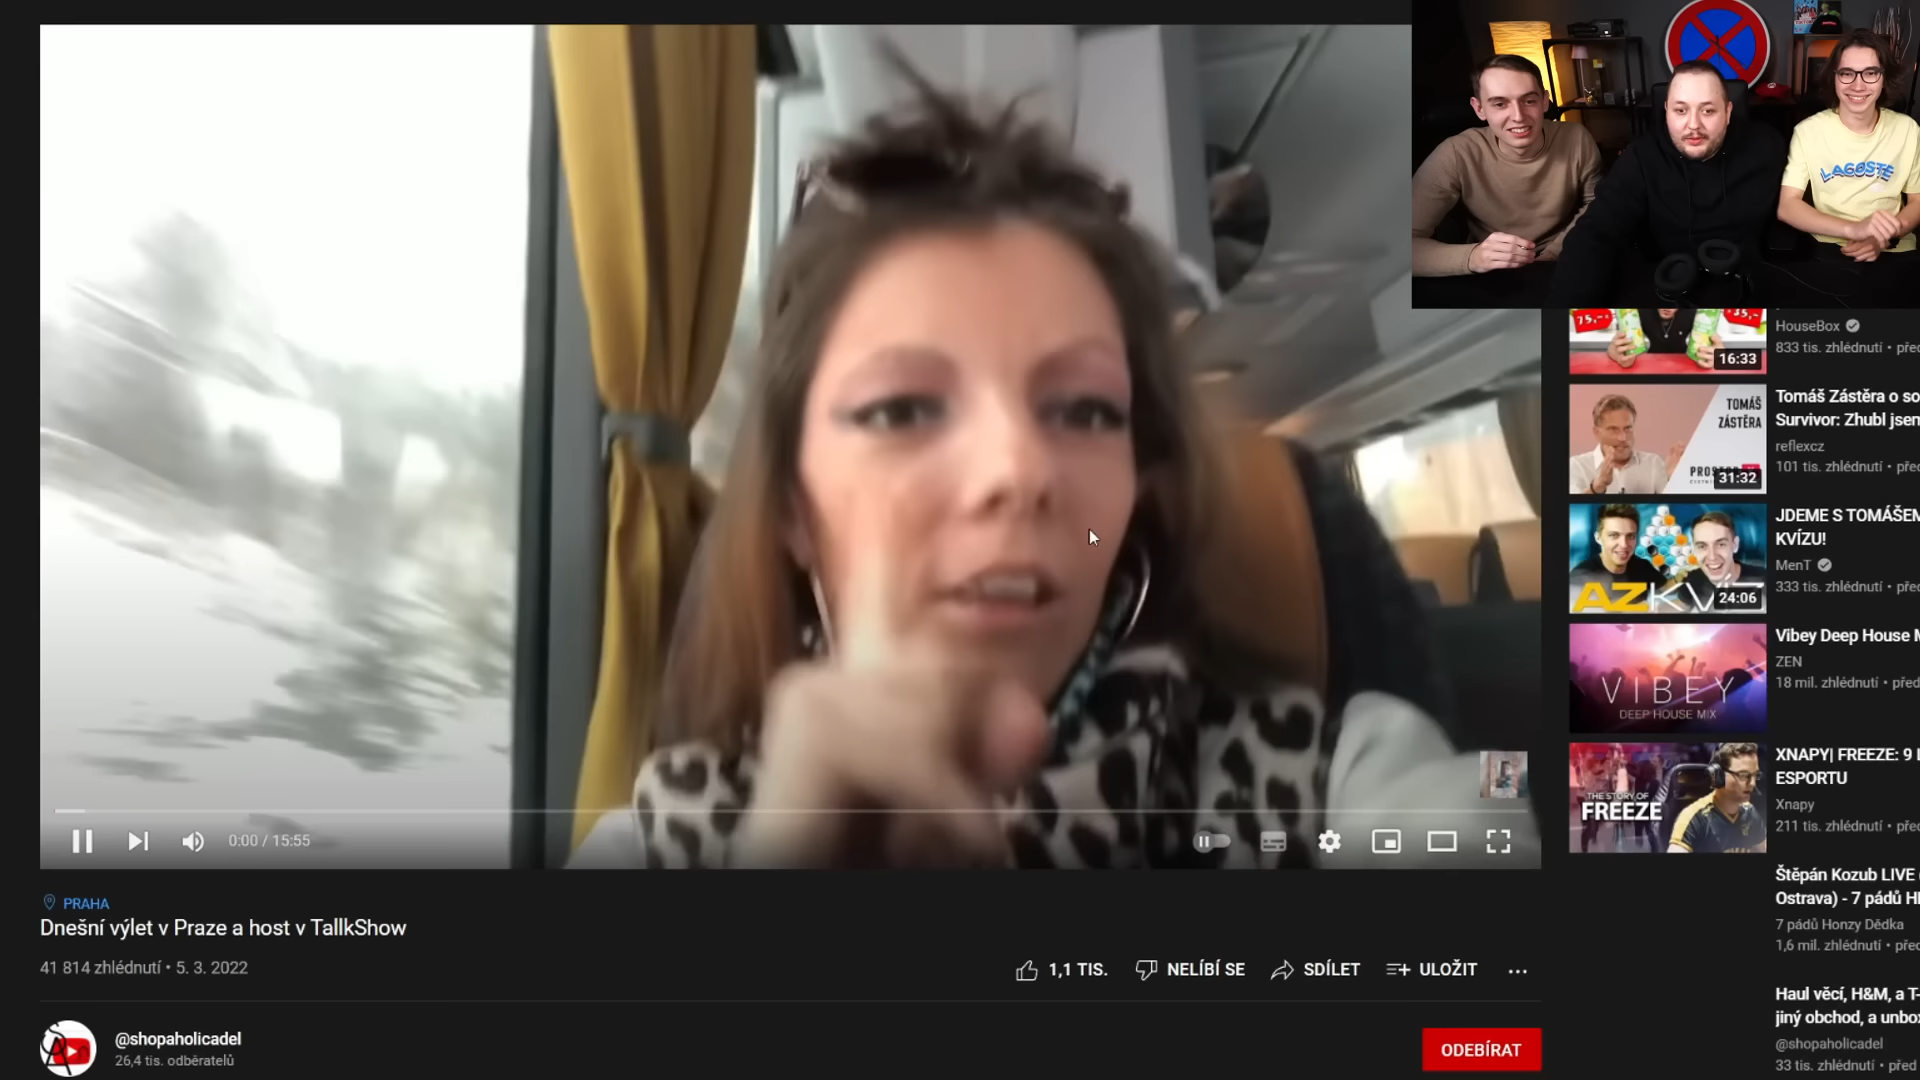 LACOSTE
HouseBox
833 tis. zhlédnutí • před
16:33
TOMÁŠ
ZÁSTĚRA
31:32
Tomáš Zástěra o so
Survivor: Zhubl jsem
reflexcz
101 tis. zhlédnutí • před
AZ KV
24:06
JDEME S TOMÁŠEM
KVÍZU!
MenT
333 tis. zhlédnutí • před
VIBEY
DEEP HOUSE MIX
Vibey Deep House M
ZEN
18 mil. zhlédnutí • před
THE STORY OF
FREEZE
XNAPY| FREEZE: 9 L
ESPORTU
Xnapy
211 tis. zhlédnutí • před
Štěpán Kozub LIVE (
Ostrava) - 7 pádů H
7 pádů Honzy Dědka
1,6 mil. zhlédnutí • před
Haul věcí, H&M, a T-
jiný obchod, a unbox
@shopaholicadel
33 tis. zhlédnutí • před
0:00 / 15:55
PRAHA
Dnešní výlet v Praze a host v TallkShow
41 814 zhlédnutí • 5. 3. 2022
1,1 TIS.
NELÍBÍ SE
SDÍLET
ULOŽIT
@shopaholicadel
26,4 tis. odběratelů
ODEBÍRAT